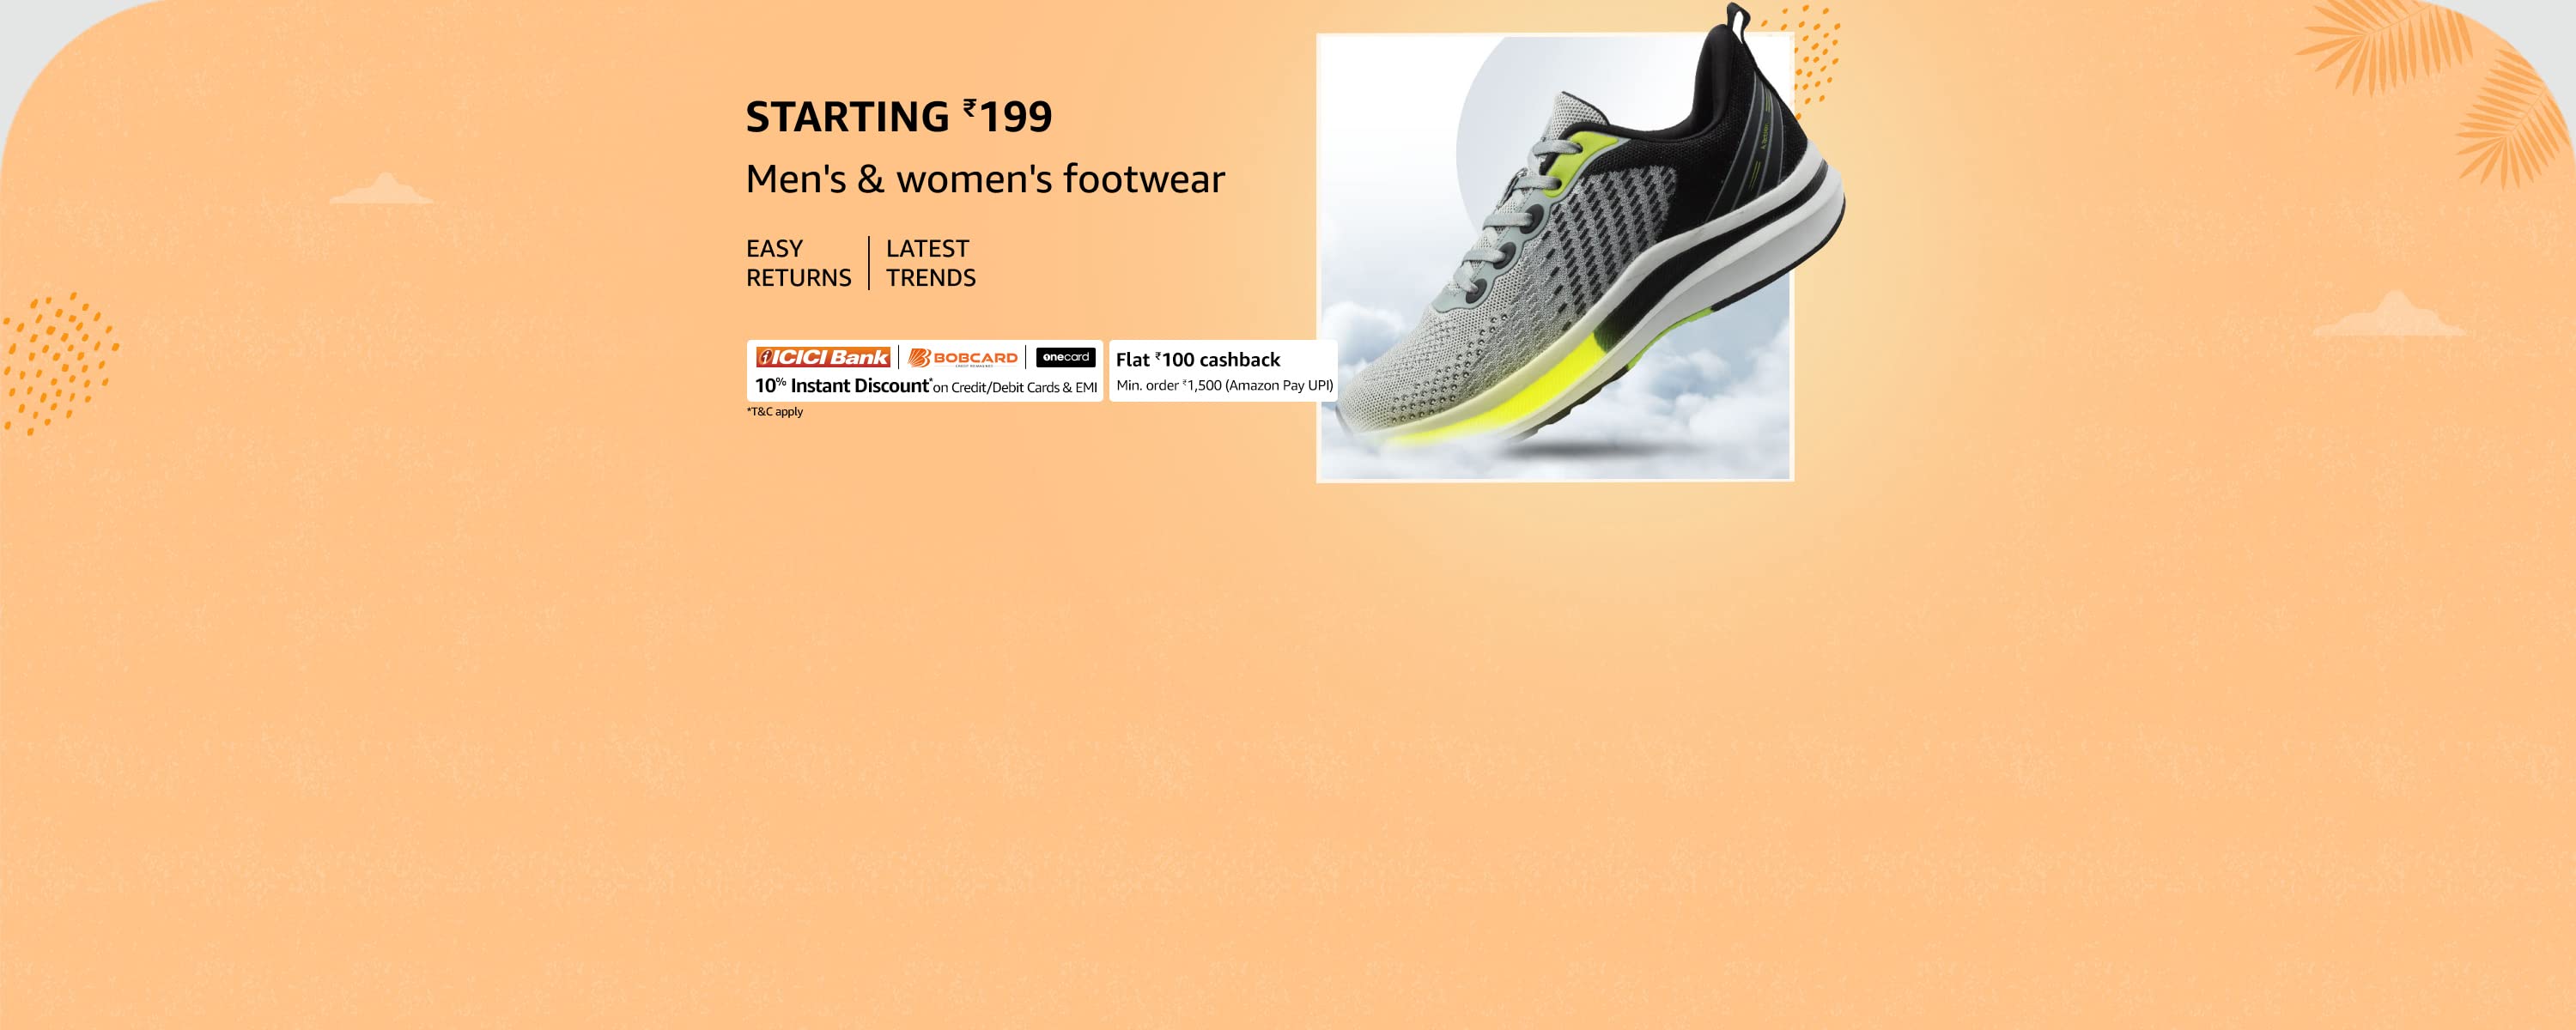 STARTING ₹199
Men's & women's footwear
EASY
RETURNS
LATEST
TRENDS
ICICI Bank
BOBCARD
onecard
10% Instant Discount* on Credit/Debit Cards & EMI
Flat ₹100 cashback
Min. order ₹1,500 (Amazon Pay UPI)
*T&C apply